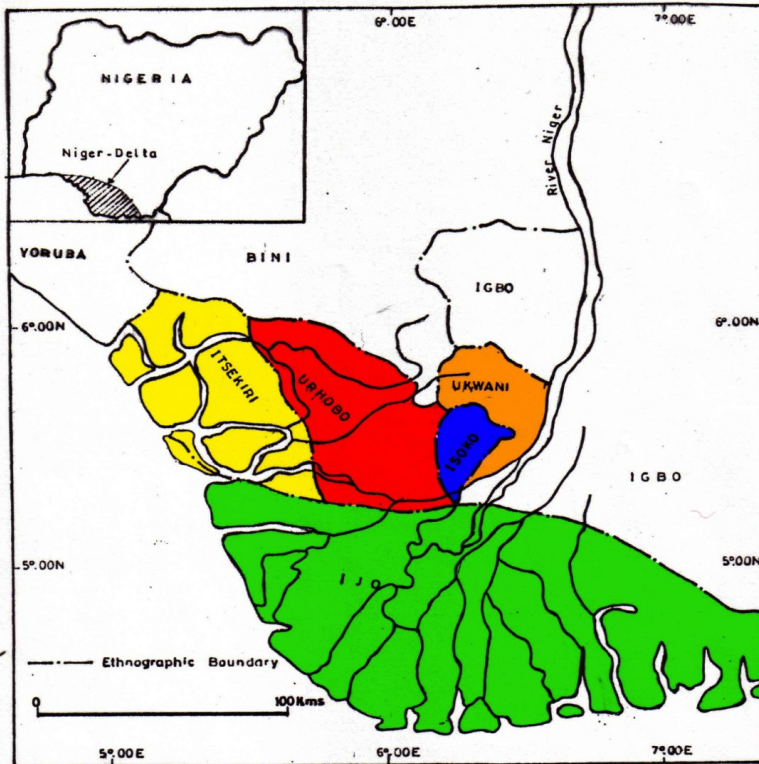 6°.00E
7°.00E
NIGERIA
Niger-Delta
River Niger
YORUBA
BINI
IGBO
6°.00N
6°.00N
ITSEKIRI
URHOBO
UKWANI
ISOKO
IGBO
5°.00N
5°.00N
IJO
Ethnographic Boundary
0
100Kms
5°.00E
6°.00E
7°.00E